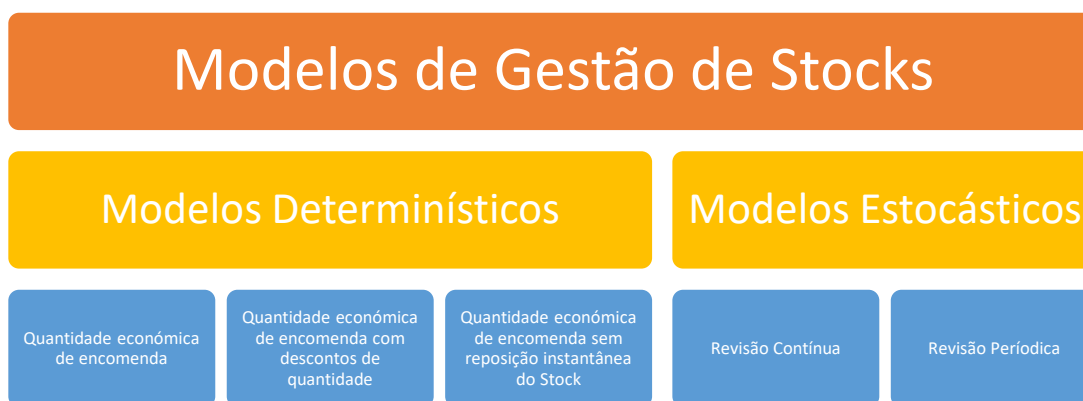 Modelos de Gestão de Stocks
Modelos Determinísticos
Modelos Estocásticos
Quantidade económica
de encomenda
Quantidade económica
de encomenda com
descontos de
quantidade
Quantidade económica
de encomenda sem
reposição instantânea
do Stock
Revisão Contínua
Revisão Períodica